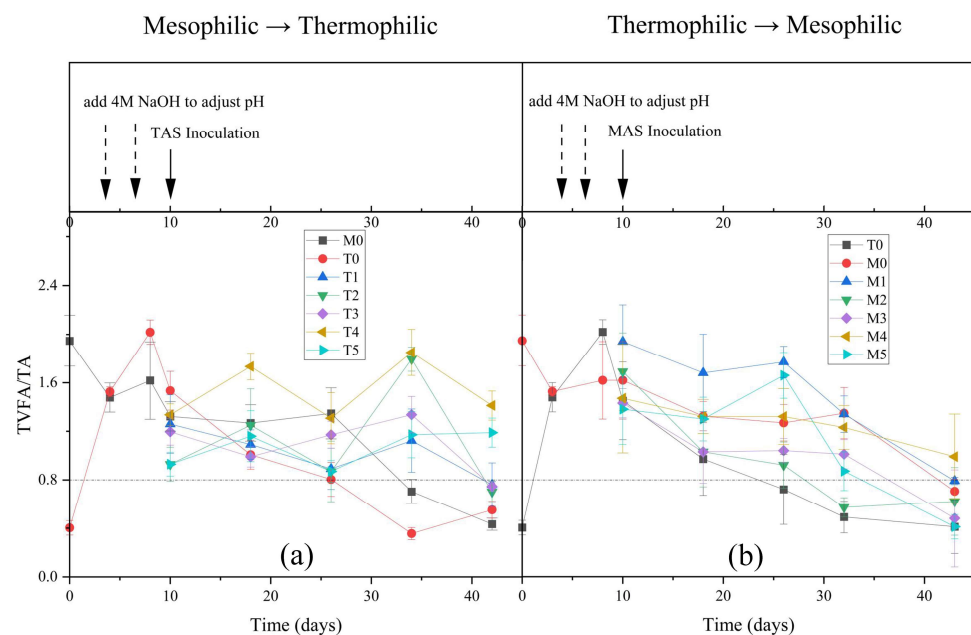 Mesophilic → Thermophilic
Thermophilic → Mesophilic
add 4M NaOH to adjust pH
TAS Inoculation
add 4M NaOH to adjust pH
MAS Inoculation
0 10 20 30 40
0 10 20 30 40
M0
T0
T1
T2
T3
T4
T5
T0
M0
M1
M2
M3
M4
M5
TVFA/TA
2.4
1.6
0.8
0.0
(a)
(b)
0 10 20 30 40
0 10 20 30 40
Time (days)
Time (days)